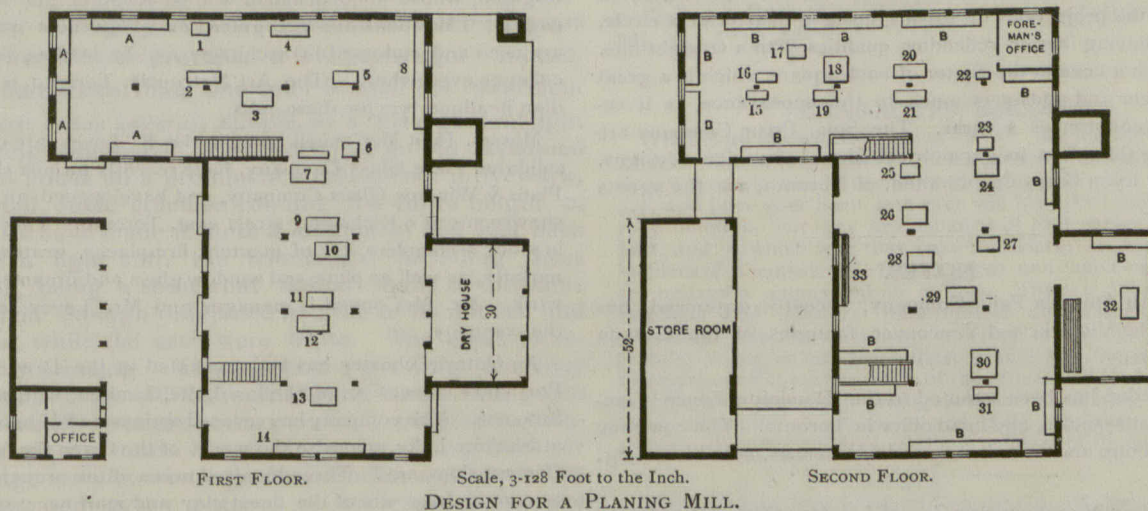 A A A A A
1
4
2
3
5
6
7
9
10
11
12
13
14
DRY HOUSE
30
OFFICE
FIRST FLOOR.
Scale, 3-128 Foot to the Inch.
B B B B B B B B B B B B
17
18
20
16
15
19
21
22
FORE-
MAN'S
OFFICE
23
24
25
26
27
28
29
30
31
32
33
52
STORE ROOM
SECOND FLOOR.
DESIGN FOR A PLANING MILL.